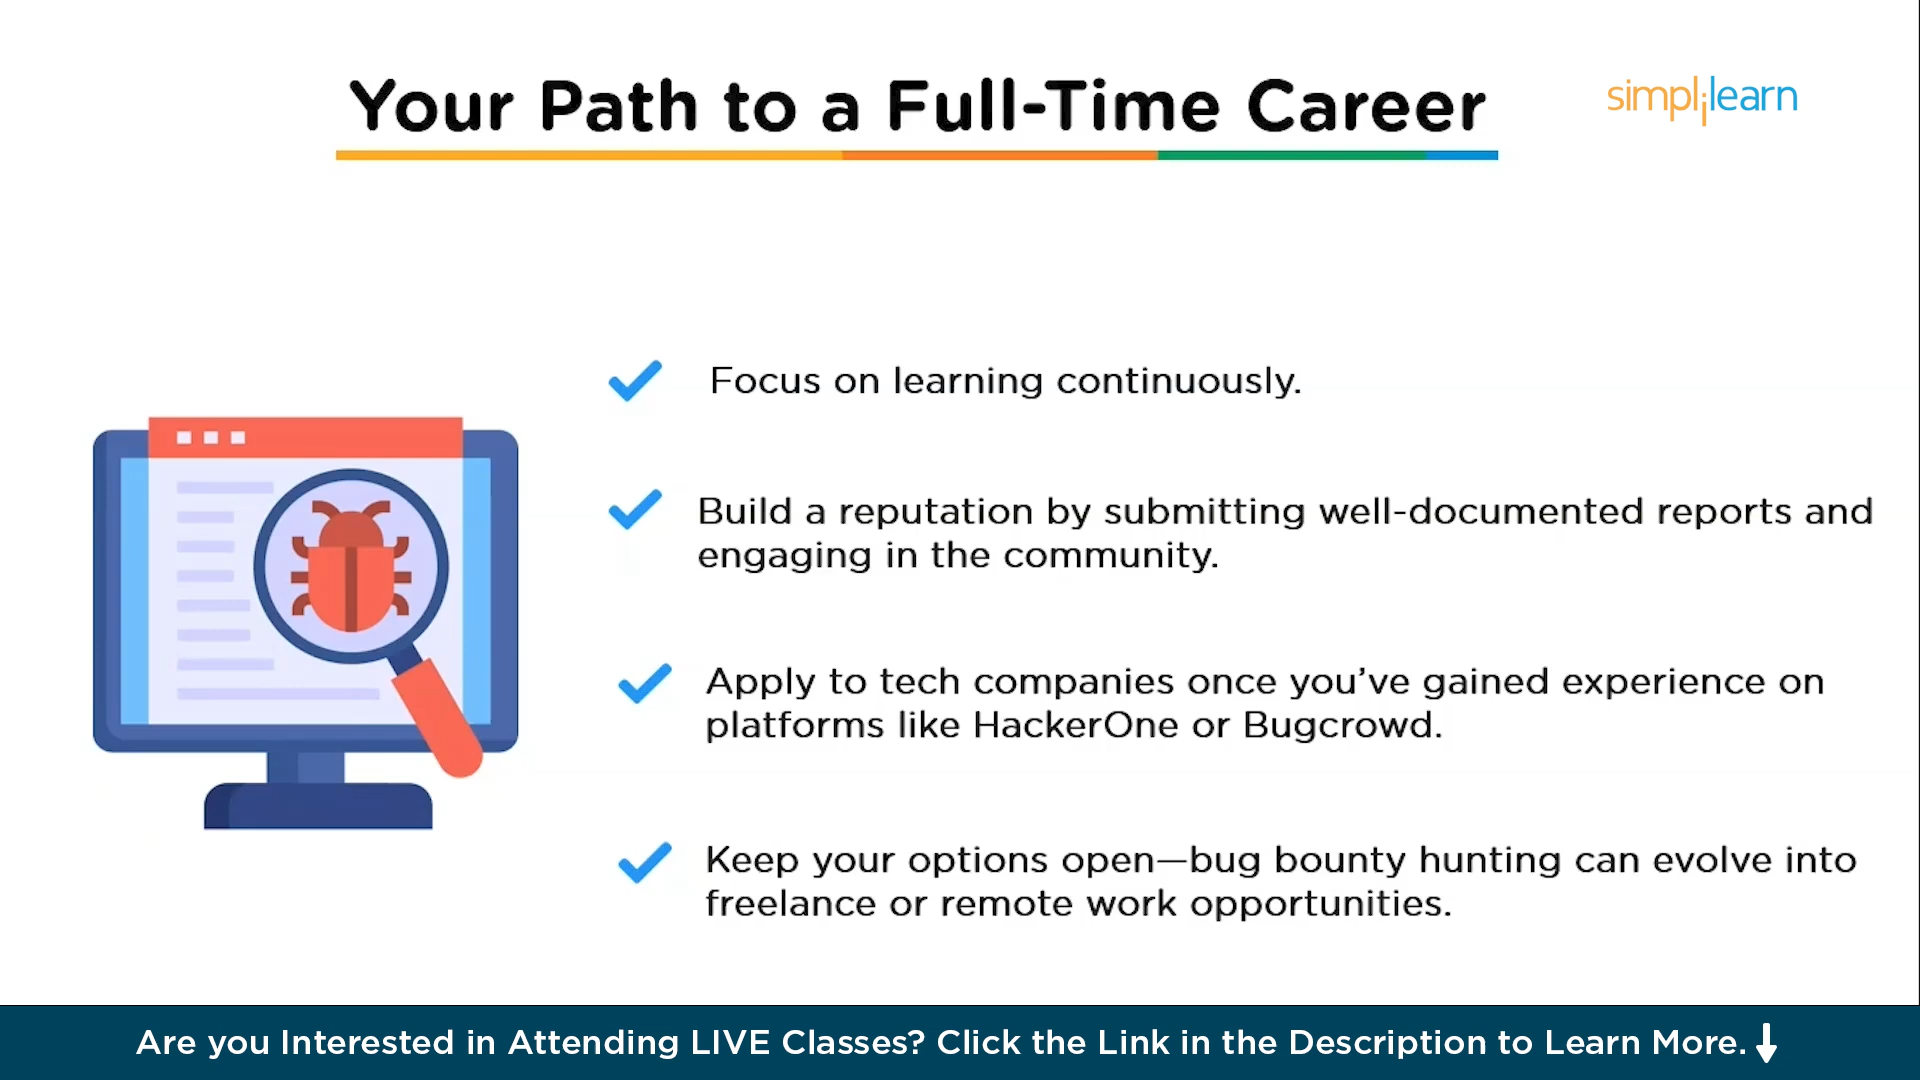 Your Path to a Full-Time Career
simplilearn
Focus on learning continuously.
Build a reputation by submitting well-documented reports and
engaging in the community.
Apply to tech companies once you’ve gained experience on
platforms like HackerOne or Bugcrowd.
Keep your options open—bug bounty hunting can evolve into
freelance or remote work opportunities.
Are you Interested in Attending LIVE Classes? Click the Link in the Description to Learn More.